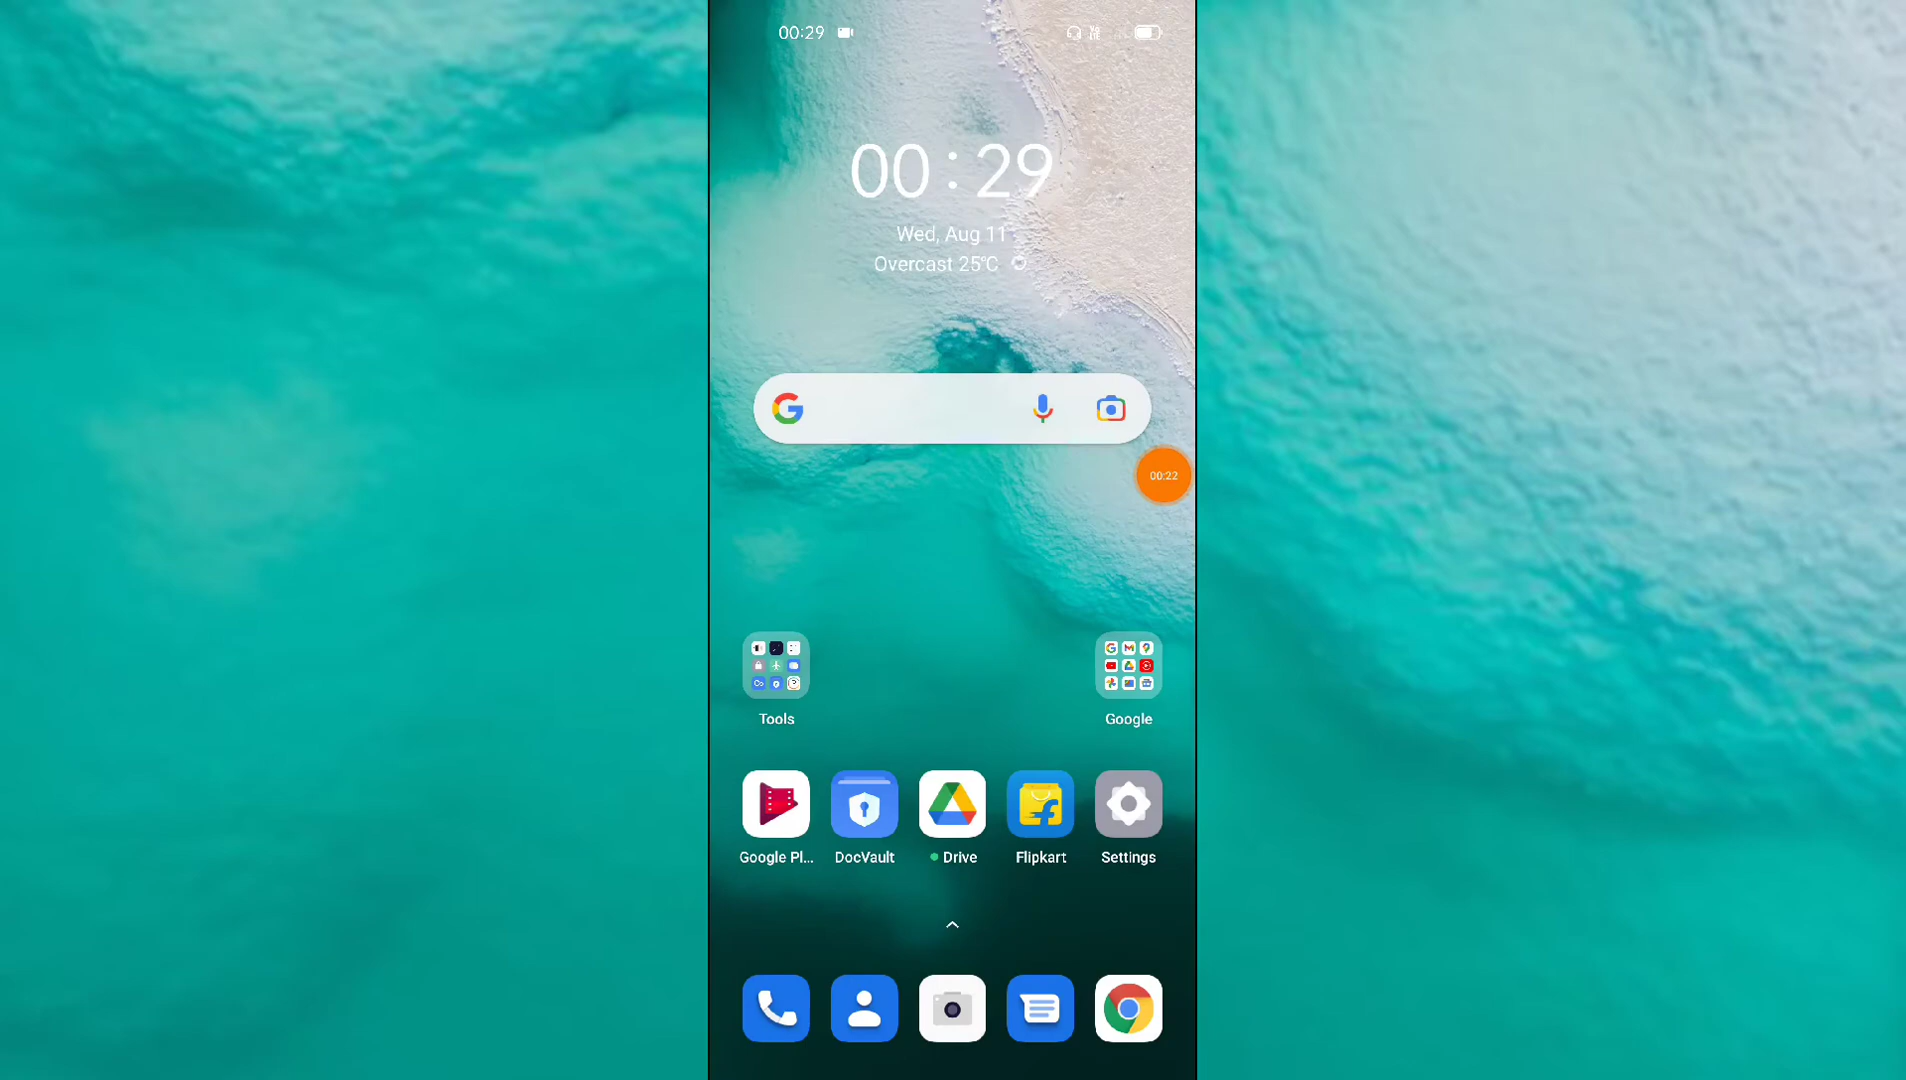 00:29
00:29
Wed, Aug 11
Overcast 25°C
00:22
Tools
Google
Google Pl...
DocVault
Drive
Flipkart
Settings